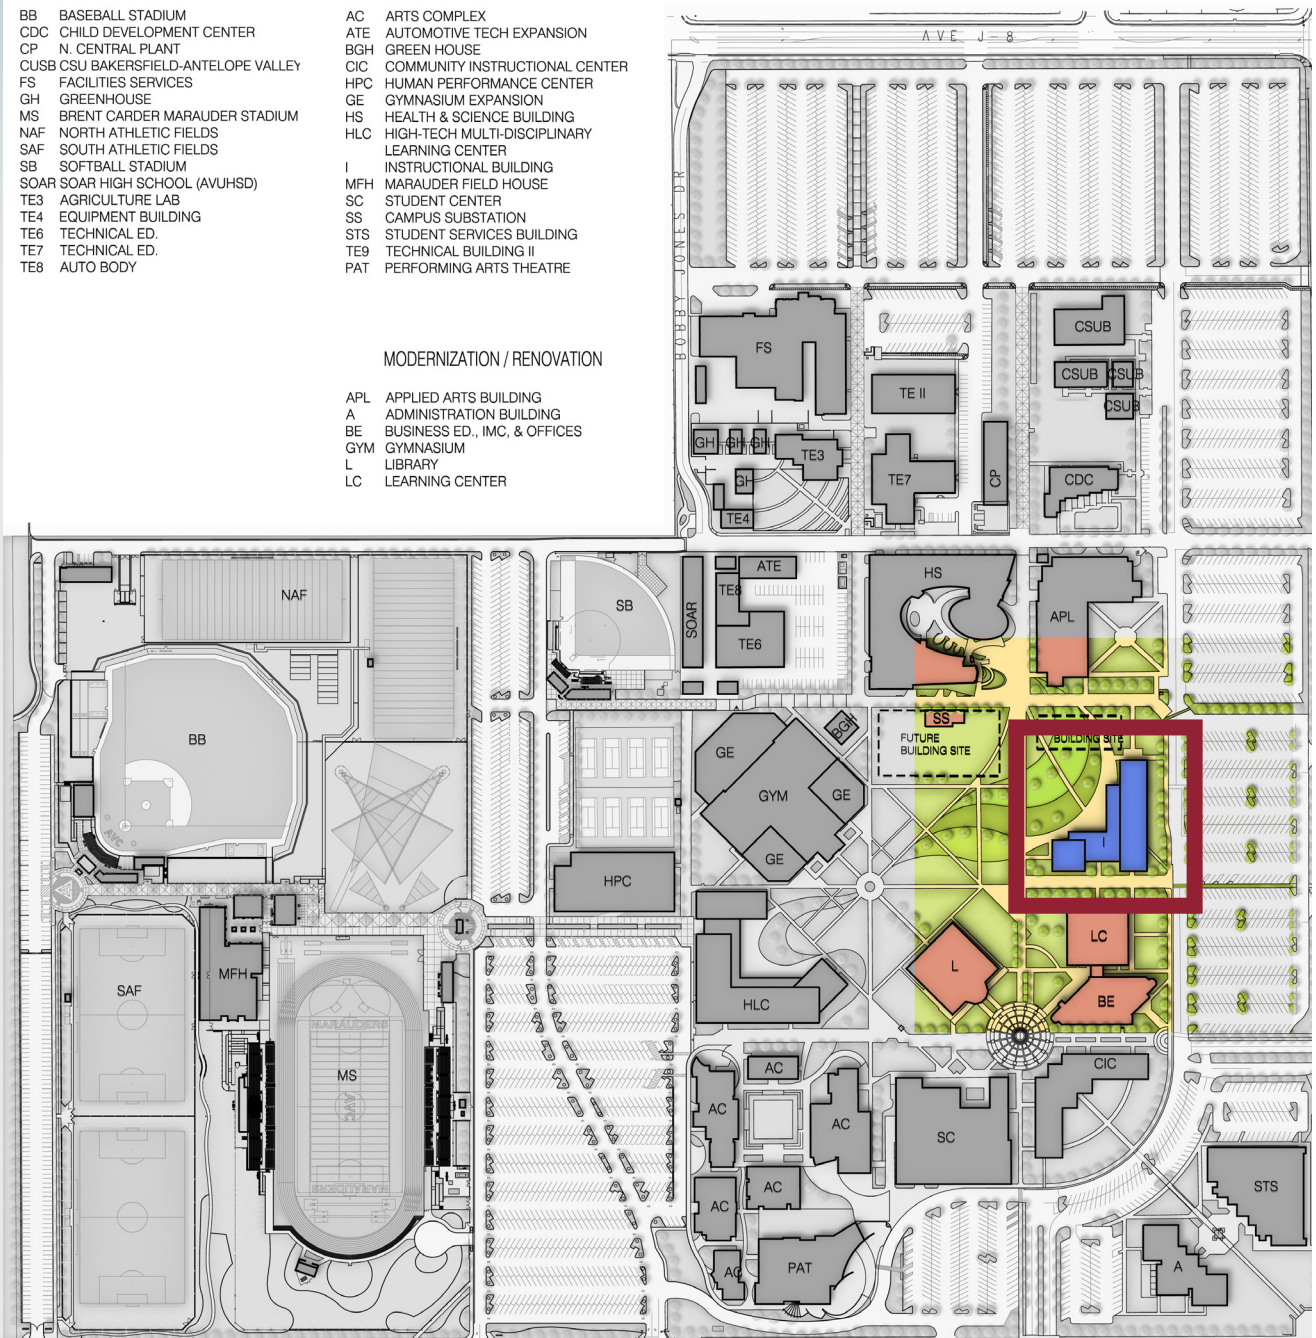 BB BASEBALL STADIUM
CDC CHILD DEVELOPMENT CENTER
CP N. CENTRAL PLANT
CUSB CSU BAKERSFIELD-ANTELOPE VALLEY
FS FACILITIES SERVICES
GH GREENHOUSE
MS BRENT CARDER MARAUDER STADIUM
NAF NORTH ATHLETIC FIELDS
SAF SOUTH ATHLETIC FIELDS
SB SOFTBALL STADIUM
SOAR SOAR HIGH SCHOOL (AVUHSD)
TE3 AGRICULTURE LAB
TE4 EQUIPMENT BUILDING
TE6 TECHNICAL ED.
TE7 TECHNICAL ED.
TE8 AUTO BODY
AC ARTS COMPLEX
ATE AUTOMOTIVE TECH EXPANSION
BGH GREEN HOUSE
CIC COMMUNITY INSTRUCTIONAL CENTER
HPC HUMAN PERFORMANCE CENTER
GE GYMNASIUM EXPANSION
HS HEALTH & SCIENCE BUILDING
HLC HIGH-TECH MULTI-DISCIPLINARY
LEARNING CENTER
I INSTRUCTIONAL BUILDING
MFH MARAUDER FIELD HOUSE
SC STUDENT CENTER
SS CAMPUS SUBSTATION
STS STUDENT SERVICES BUILDING
TE9 TECHNICAL BUILDING II
PAT PERFORMING ARTS THEATRE
MODERNIZATION / RENOVATION
APL APPLIED ARTS BUILDING
A ADMINSTRATION BUILDING
BE BUSINESS ED., IMC, & OFFICES
GYM GYMNASIUM
L LIBRARY
LC LEARNING CENTER
AVE J-8
BOBBY JONES DR
FS
TE II
CSUB
CSUB
CSUB
CSUB
GH
GH
GH
TE3
GH
TE4
TE7
CP
CDC
NAF
SB
SOAR
ATE
TE8
TE6
HS
APL
BB
AVC
GE
BGH
GYM
GE
GE
SS
FUTURE
BUILDING SITE
BUILDING SITE
I
HPC
SAF
MFH
MARAUDERS
MS
AVC
MARAUDERS
HLC
L
LC
BE
AC
AC
AC
AC
AC
AC
PAT
SC
CIC
STS
A